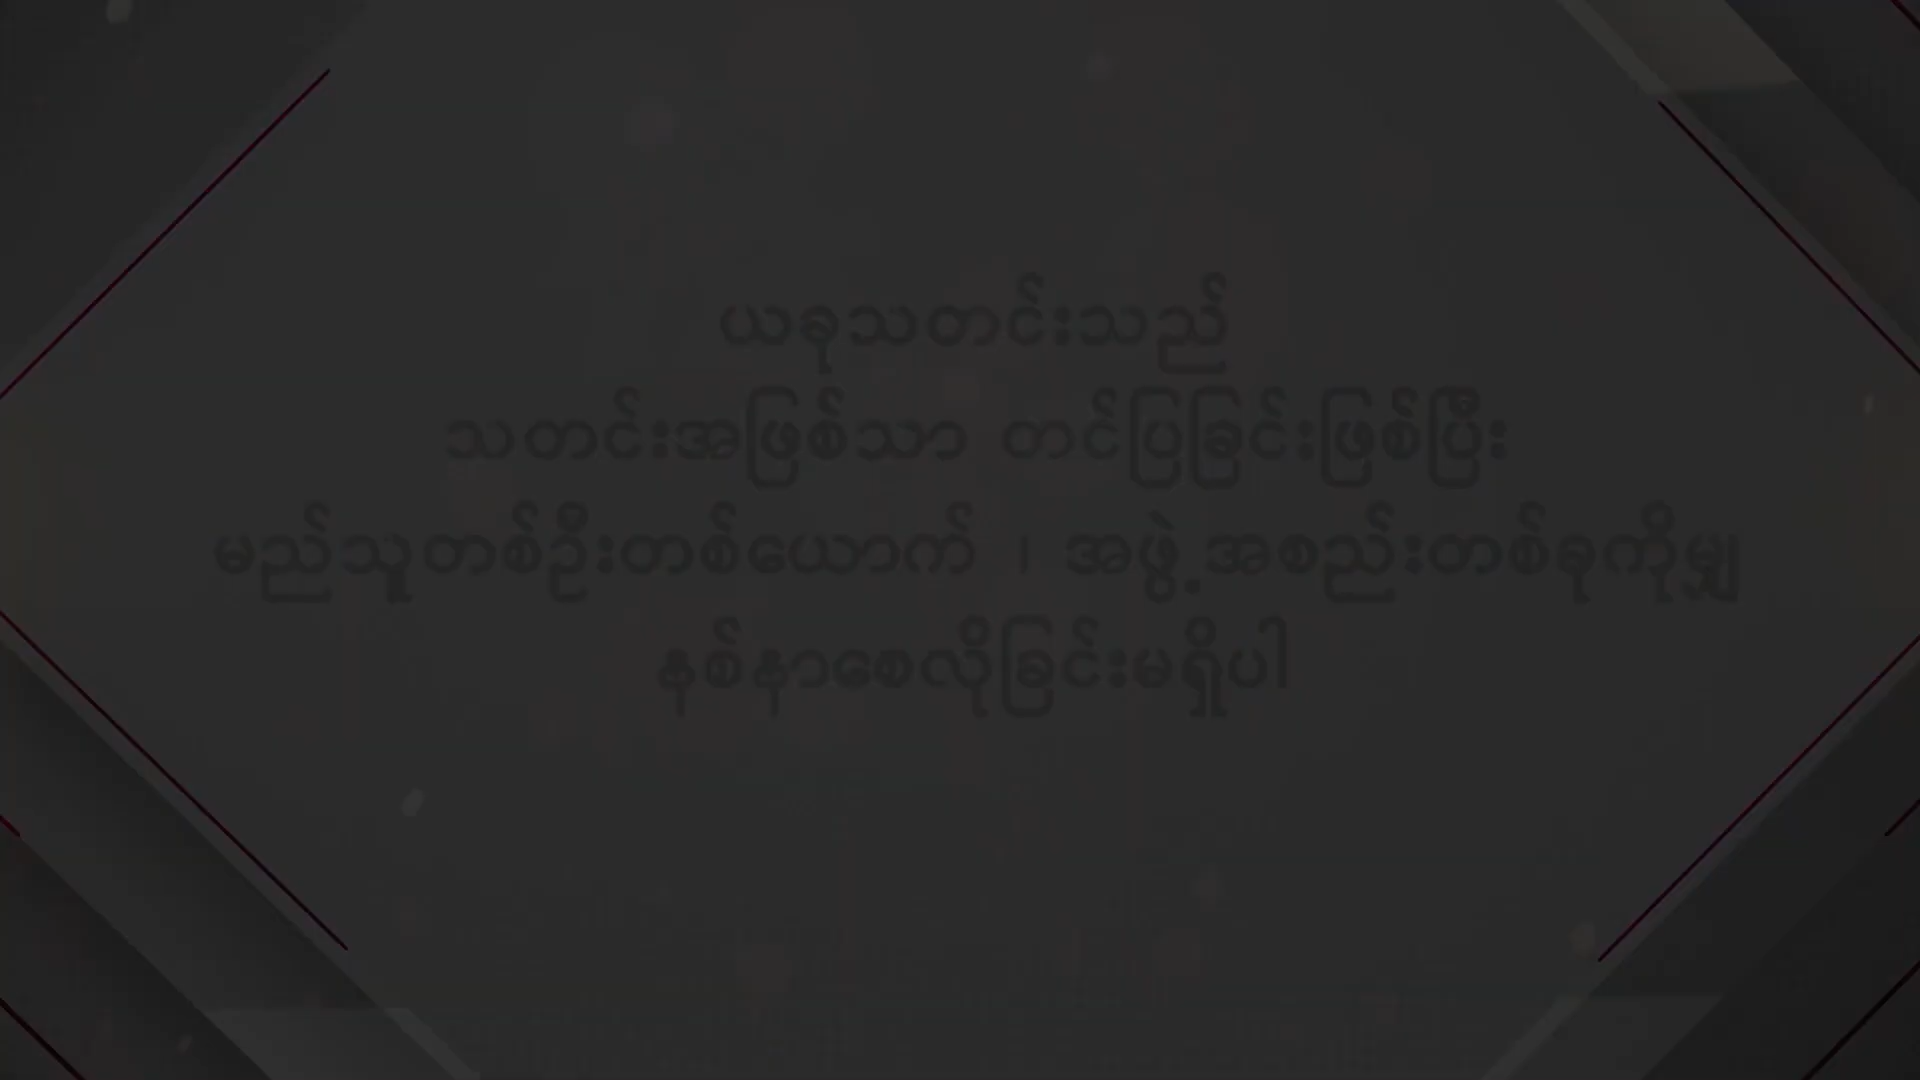 ယခုသတင်းသည်
သတင်းအဖြစ်သာ တင်ပြခြင်းဖြစ်ပြီး
မည်သူတစ်ဦးတစ်ယောက် ၊ အဖွဲ့အစည်းတစ်ခုကိုမျှ
နစ်နာစေလိုခြင်းမရှိပါ